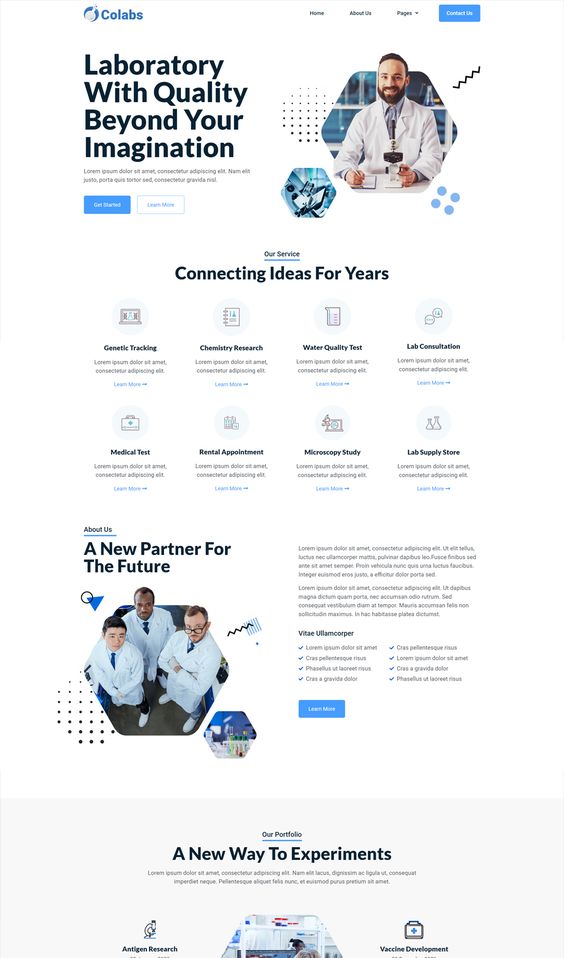 Colabs
Home
About Us
Pages
Contact Us
Laboratory
With Quality
Beyond Your
Imagination
Lorem ipsum dolor sit amet, consectetur adipiscing elit. Nam elit
justo, porta quis tortor sed, consectetur gravida nisl.
Get Started
Learn More
Our Service
Connecting Ideas For Years
Genetic Tracking
Lorem ipsum dolor sit amet,
consectetur adipiscing elit.
Learn More
Chemistry Research
Lorem ipsum dolor sit amet,
consectetur adipiscing elit.
Learn More
Water Quality Test
Lorem ipsum dolor sit amet,
consectetur adipiscing elit.
Learn More
Lab Consultation
Lorem ipsum dolor sit amet,
consectetur adipiscing elit.
Learn More
Medical Test
Lorem ipsum dolor sit amet,
consectetur adipiscing elit.
Learn More
Rental Appointment
Lorem ipsum dolor sit amet,
consectetur adipiscing elit.
Learn More
Microscopy Study
Lorem ipsum dolor sit amet,
consectetur adipiscing elit.
Learn More
Lab Supply Store
Lorem ipsum dolor sit amet,
consectetur adipiscing elit.
Learn More
About Us
A New Partner For
The Future
Lorem ipsum dolor sit amet, consectetur adipiscing elit. Ut elit tellus,
luctus nec ullamcorper mattis, pulvinar dapibus leo.Fusce finibus sed
ante sit amet semper. Proin vehicula nunc quis urna luctus faucibus.
Integer euismod eros justo, a efficitur dolor porta sed.
Lorem ipsum dolor sit amet, consectetur adipiscing elit. Ut dapibus
magna dictum quam porta, nec accumsan odio rutrum. Sed
consequat vestibulum diam at tempor. Mauris accumsan felis non
sollicitudin maximus. In hac habitasse platea dictumst.
Vitae Ullamcorper
Lorem ipsum dolor sit amet
Cras pellentesque risus
Phasellus ut laoreet risus
Cras a gravida dolor
Cras pellentesque risus
Lorem ipsum dolor sit amet
Cras a gravida dolor
Phasellus ut laoreet risus
Learn More
Our Portfolio
A New Way To Experiments
Lorem ipsum dolor sit amet, consectetur adipiscing elit. Nam elit lacus, dignissim ac ligula ut, consequat
imperdiet neque. Pellentesque aliquet felis nunc, et euismod purus pretium sit amet.
Antigen Research
Vaccine Development